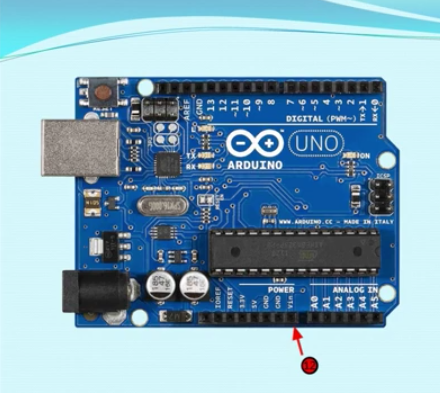 RESET
AREF
GND
13
12
~11
~10
~9
8
7
~6
~5
4
~3
2
TX→1
RX←0
DIGITAL (PWM~)
UNO
ARDUINO
TX
RX
ON
ICSP
WWW.ARDUINO.CC - MADE IN ITALY
POWER
ANALOG IN
IOREF
RESET
3.3V
5V
GND
GND
Vin
A0
A1
A2
A3
A4
A5
12